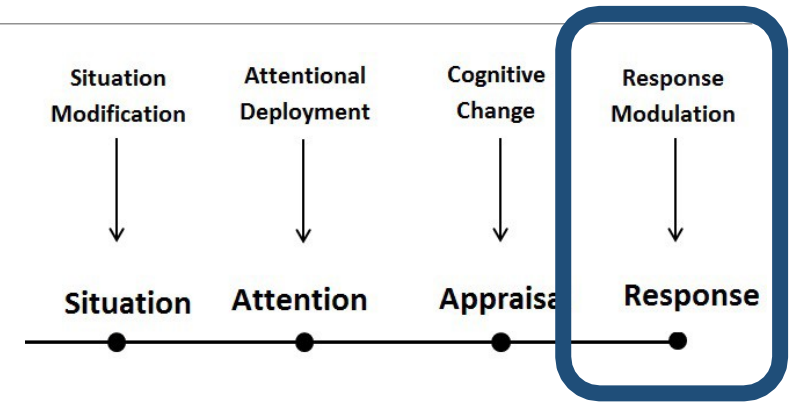 Situation
Modification
Attentional
Deployment
Cognitive
Change
Response
Modulation
Situation
Attention
Appraisa
Response